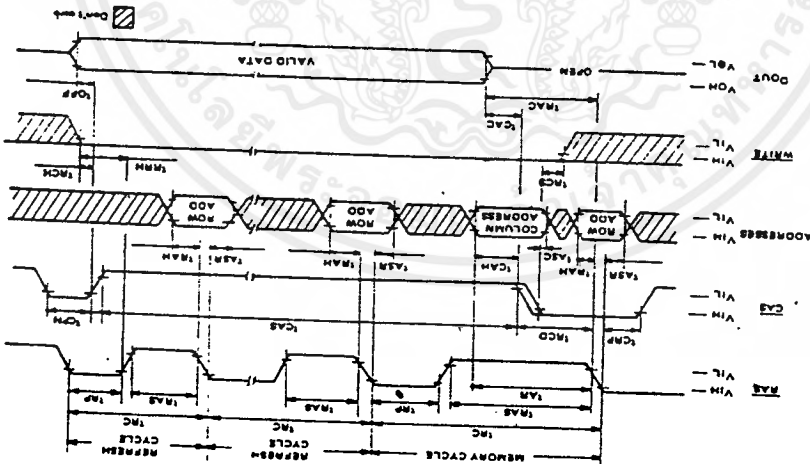 MEMORY CYCLE
REFRESH CYCLE
REFRESH CYCLE
tRC
tRC
tRC
RAS
VIH
VIL
tRAS
tAR
tRP
tRAS
tRAS
tRP
CAS
VIH
VIL
tCRP
tRCD
tCAS
tCPN
tASR
tRAH
tASC
tCAH
tASR
tRAH
tASR
tRAH
ADDRESSES
VIH
VIL
ROW ADD
COLUMN ADDRESS
ROW ADD
ROW ADD
WRITE
VIH
VIL
tRCS
tRRH
tRCH
tCAC
tRAC
tOFF
DOUT
VOH
VOL
OPEN
VALID DATA
Don't care